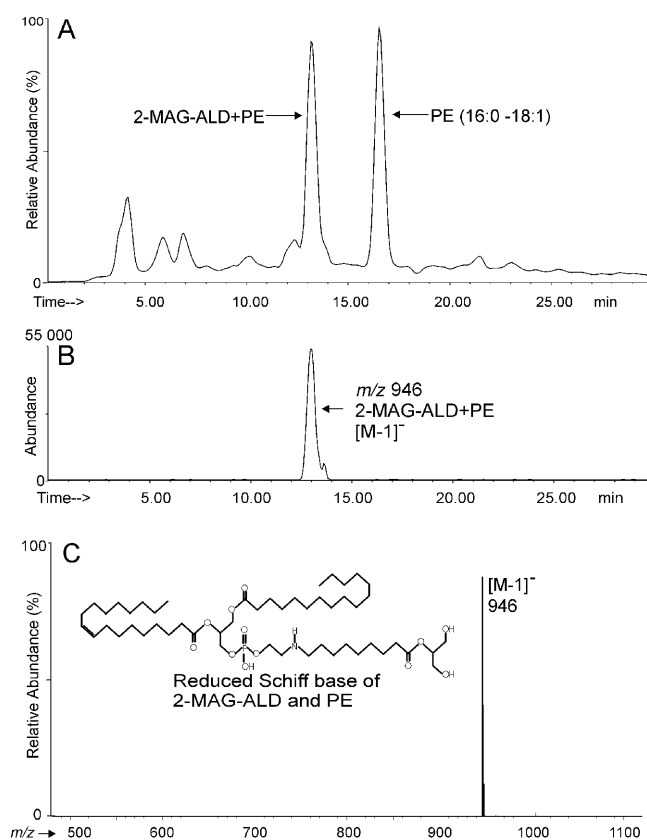 A
100
Relative Abundance (%)
2-MAG-ALD+PE
PE (16:0 -18:1)
0
Time--> 5.00 10.00 15.00 20.00 25.00 min
55 000
B
Abundance
m/z 946
2-MAG-ALD+PE
[M-1]-
0
Time--> 5.00 10.00 15.00 20.00 25.00 min
C
100
Relative Abundance (%)
[M-1]-
946
O
O
O
O
O
O
P
O
O
OH
H
N
O
O
OH
OH
Reduced Schiff base of
2-MAG-ALD and PE
0
m/z → 500 600 700 800 900 1000 1100